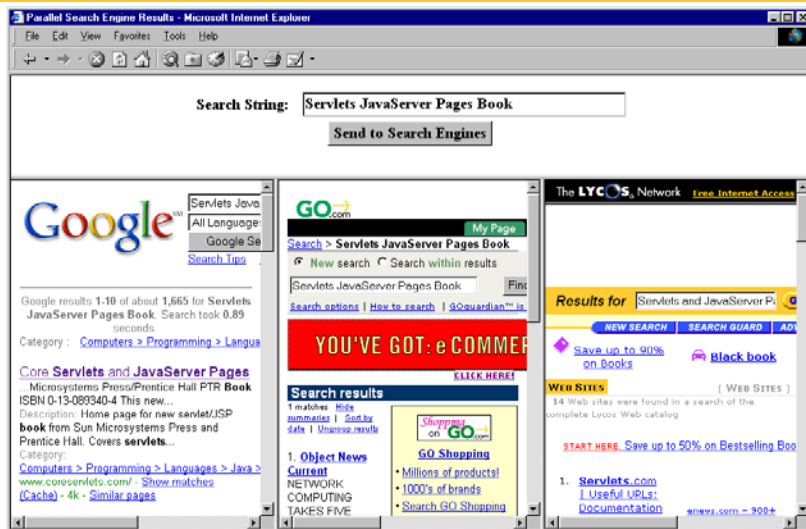 Parallel Search Engine Results - Microsoft Internet Explorer
File Edit View Favorites Tools Help
Search String: Servlets JavaServer Pages Book
Send to Search Engines
Google
Servlets Java
All Language
Google Se
Search Tips
Google results 1-10 of about 1,665 for Servlets
JavaServer Pages Book. Search took 0.89
seconds.
Category : Computers > Programming > Langua
Core Servlets and JavaServer Pages
...Microsystems Press/Prentice Hall PTR Book
ISBN 0-13-089340-4 This new...
Description: Home page for new servlet/JSP
book from Sun Microsystems Press and
Prentice Hall. Covers servlets...
Category:
Computers > Programming > Languages > Java >
www.coreservlets.com/ - Show matches
(Cache) - 4k - Similar pages
GO.com
My Page
Search > Servlets JavaServer Pages Book
New search Search within results
Servlets JavaServer Pages Book Find
Search options | How to search | GOguardian™ is
YOU'VE GOT: eCOMMER
CLICK HERE!
Search results
1 matches Hide
summaries | Sort by
date | Ungroup results
1. Object News
Current
NETWORK
COMPUTING
TAKES FIVE
Shopping
on GO.com
GO Shopping
• Millions of products!
• 1000's of brands
• Search GO Shopping
The LYCOS Network Free Internet Access
Results for Servlets and JavaServer Pa G
NEW SEARCH SEARCH GUARD ADV
Save up to 90%
on Books
Black book
WEB SITES [ WEB SITES ]
14 Web sites were found in a search of the
complete Lycos Web catalog
START HERE: Save up to 50% on Bestselling Boo
1. Servlets.com
| Useful URLs:
Documentation
enews.com - 900+